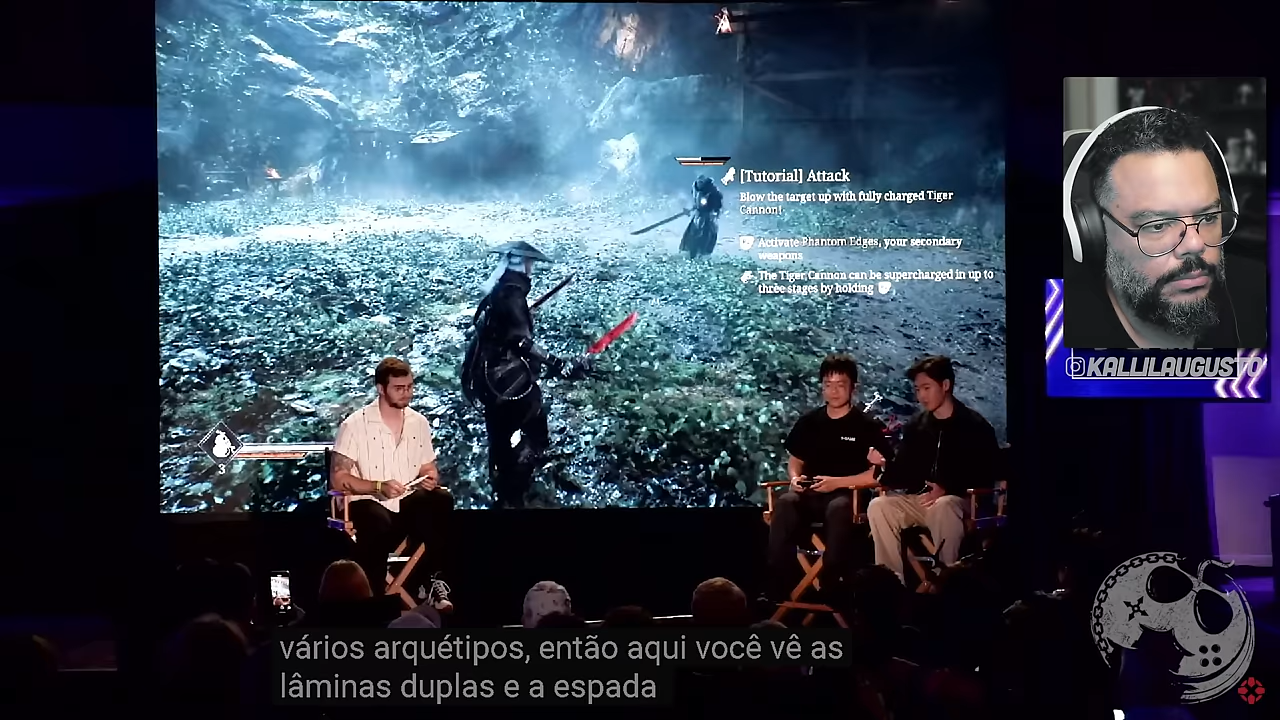 [Tutorial] Attack
Blow the target up with fully charged Tiger
Cannon!
Activate Phantom Edges, your secondary
weapons
The Tiger Cannon can be supercharged in up to
three stages by holding
3
KALLILAUGUSTO
vários arquétipos, então aqui você vê as
lâminas duplas e a espada